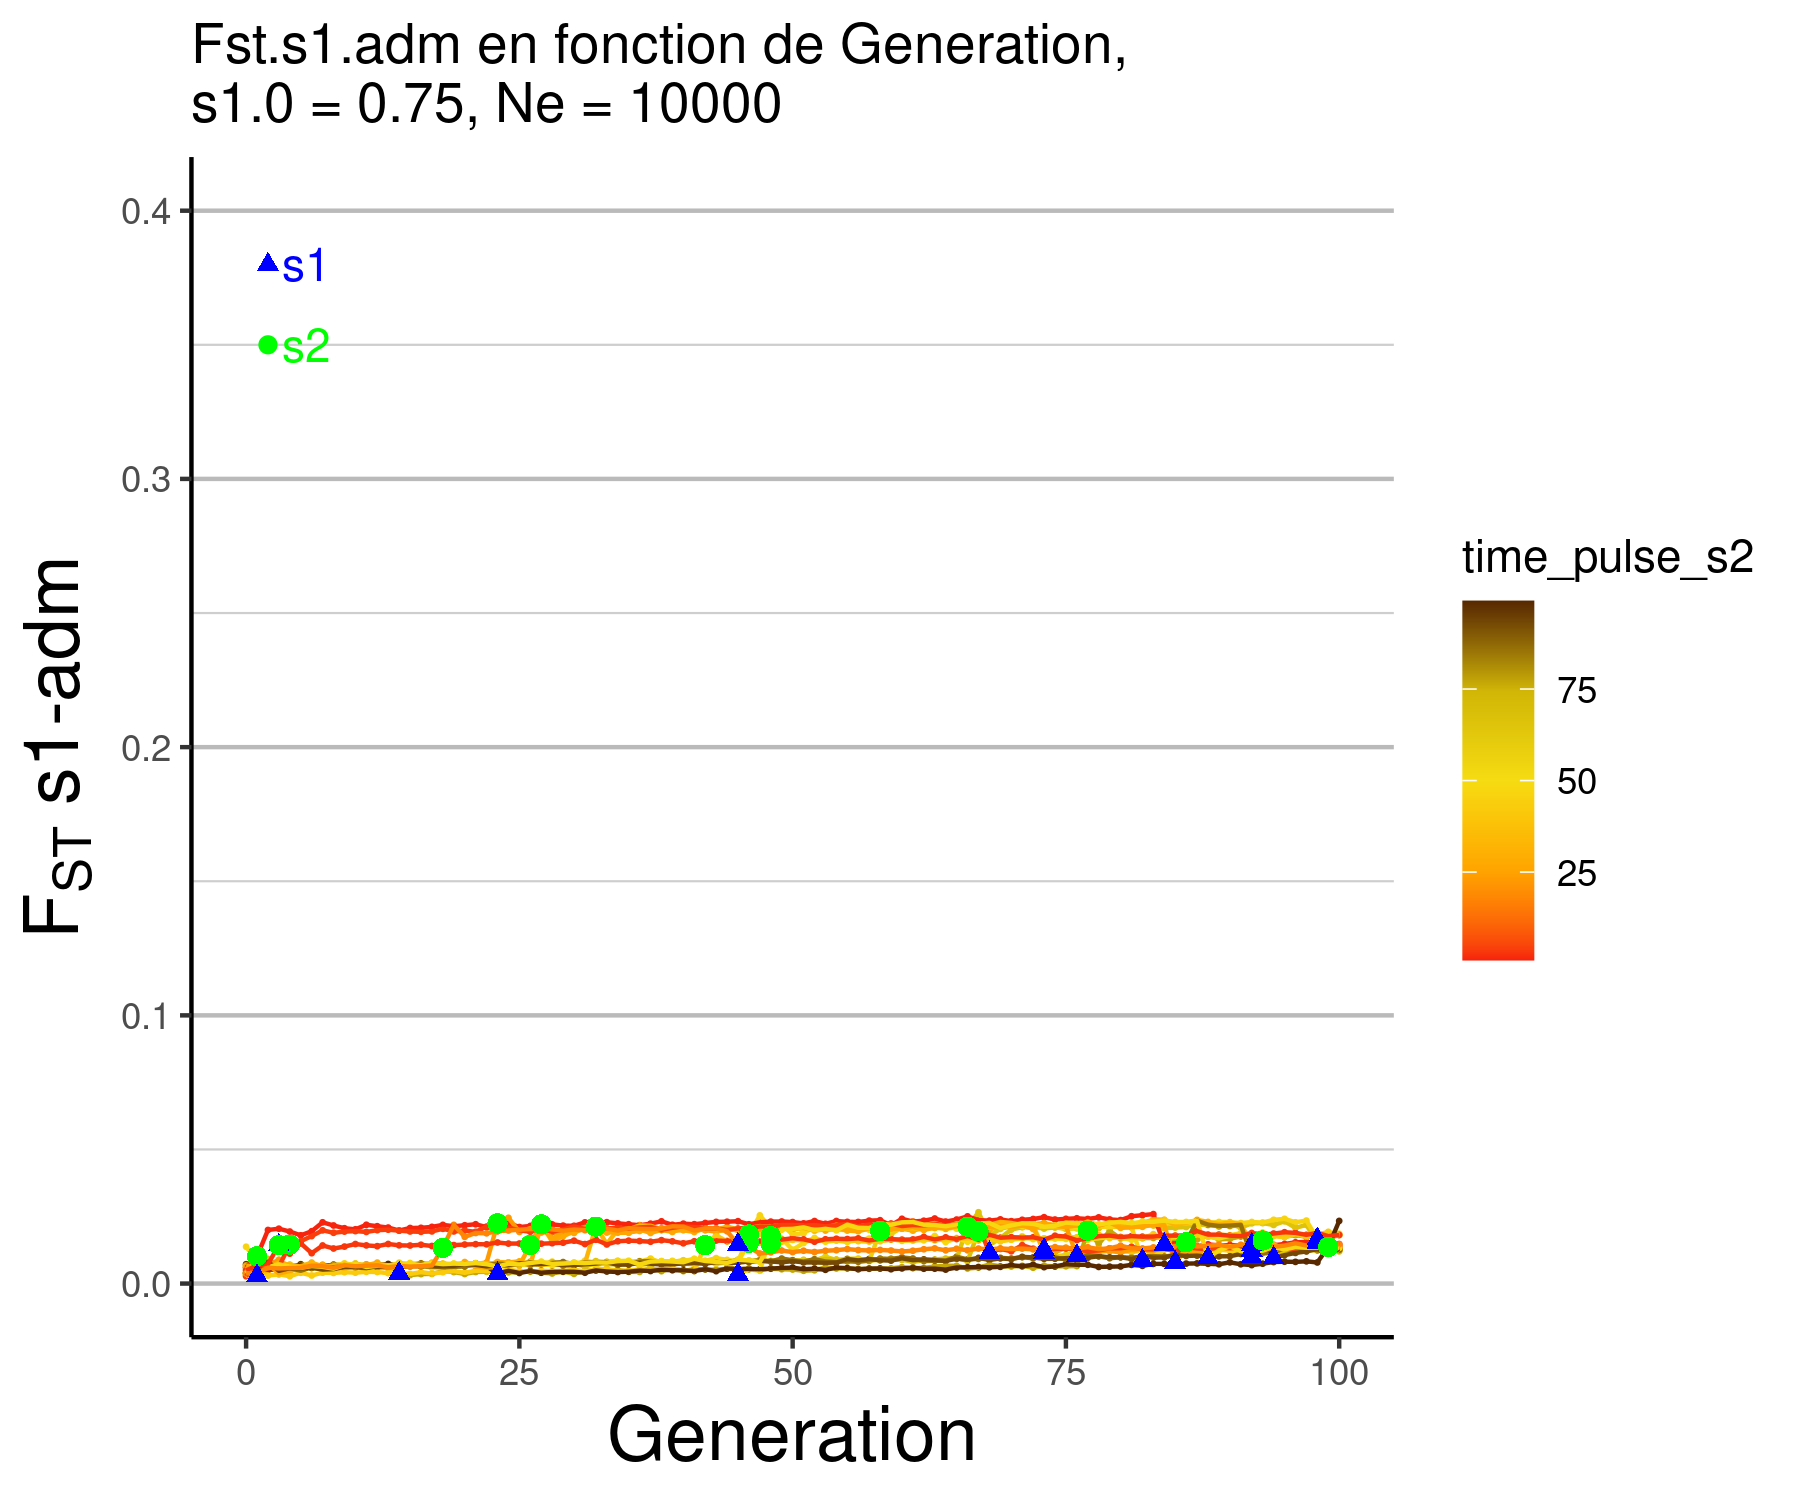 Fst.s1.adm en fonction de Generation,
s1.0 = 0.75, Ne = 10000
0.4
s1
s2
0.3
0.2
0.1
0.0
F_ST s1-adm
0
25
50
75
100
Generation
time_pulse_s2
75
50
25